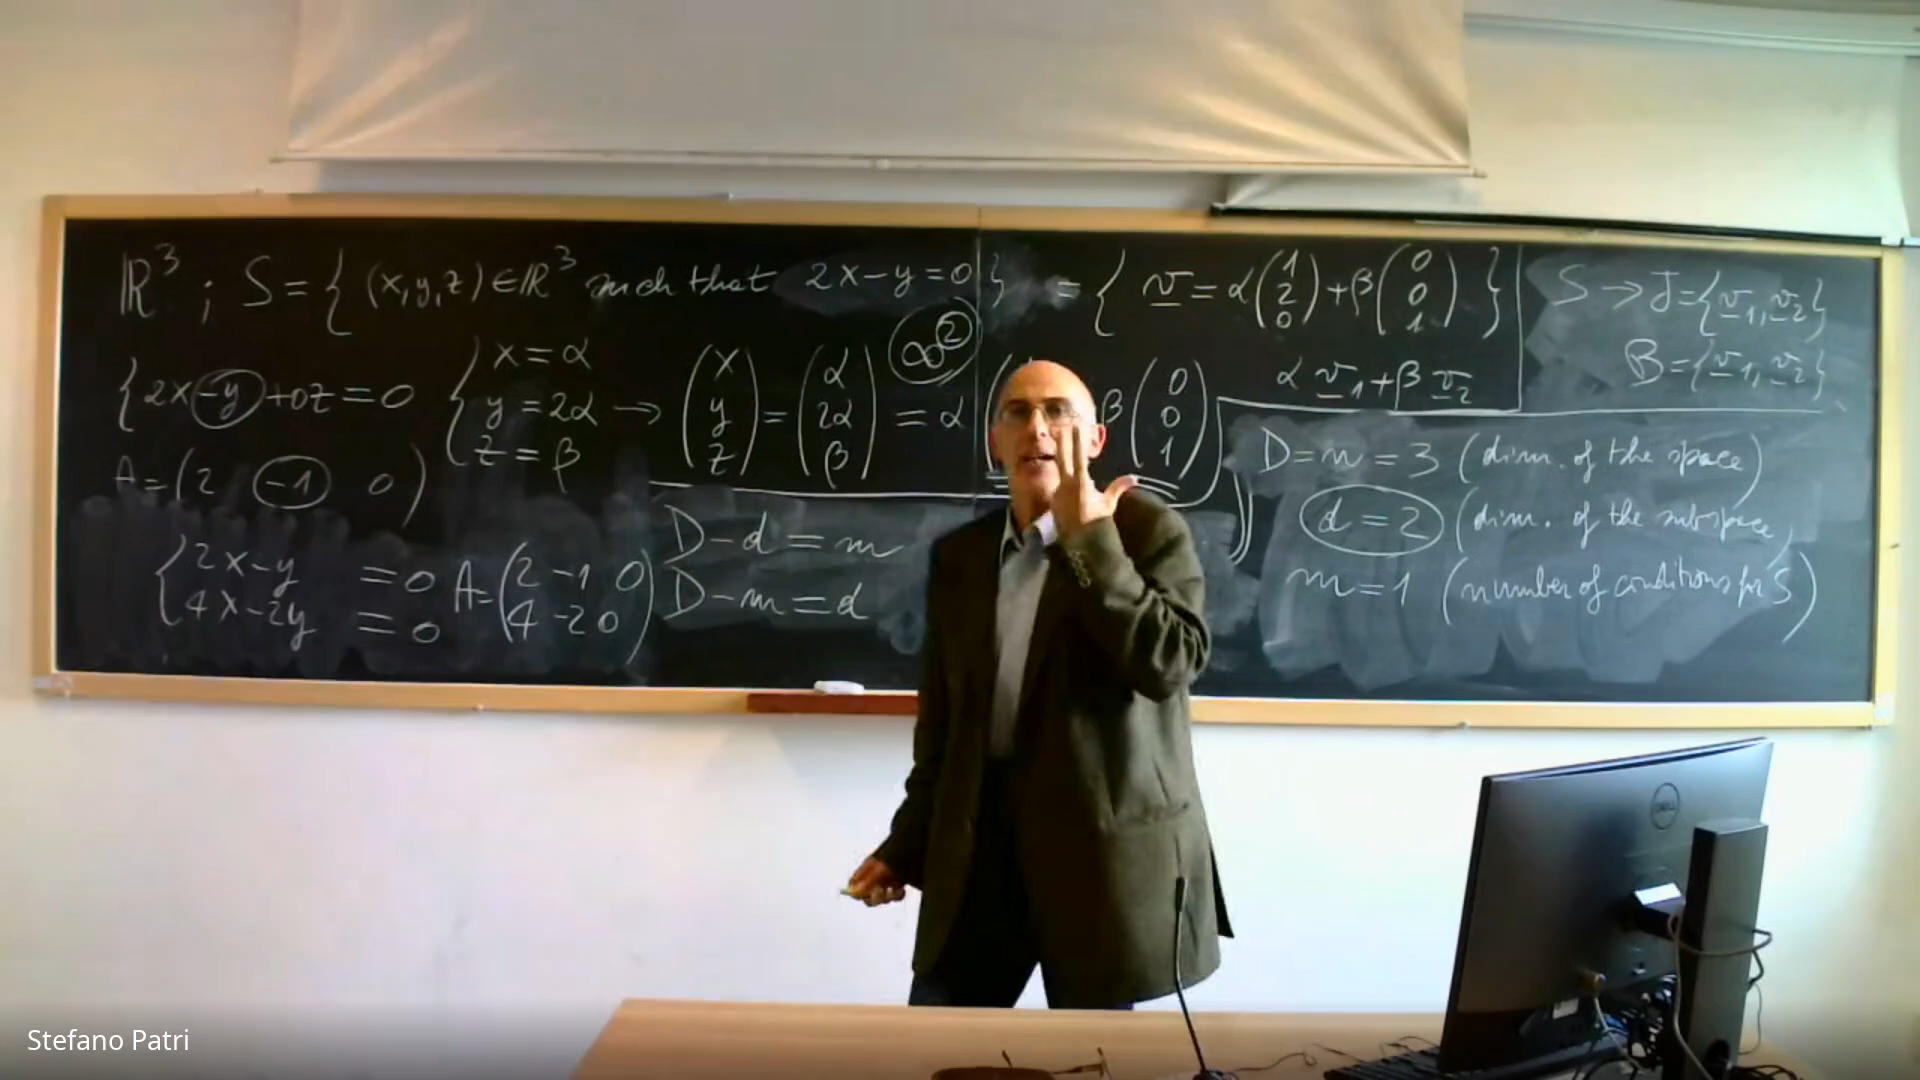 ℝ³ ; S = { (x,y,z) ∈ ℝ³ such that 2x-y=0 } = { v = α(1 2 0) + β(0 0 1) }
{ 2x-y+0z=0
A = (2 -1 0)
{ x = α
y = 2α
z = β
→ (x y z) = (α 2α β) = α
β (0 0 1)
∞²
α v₁ + β v₂
S → J = {v₁, v₂}
B = {v₁, v₂}
{ 2x-y = 0
4x-2y = 0
A = (2 -1 0
4 -2 0)
D-d = m
D-m = d
D = n = 3 (dim. of the space)
d = 2 (dim. of the subspace)
m = 1 (number of conditions for S)
DELL
Stefano Patri